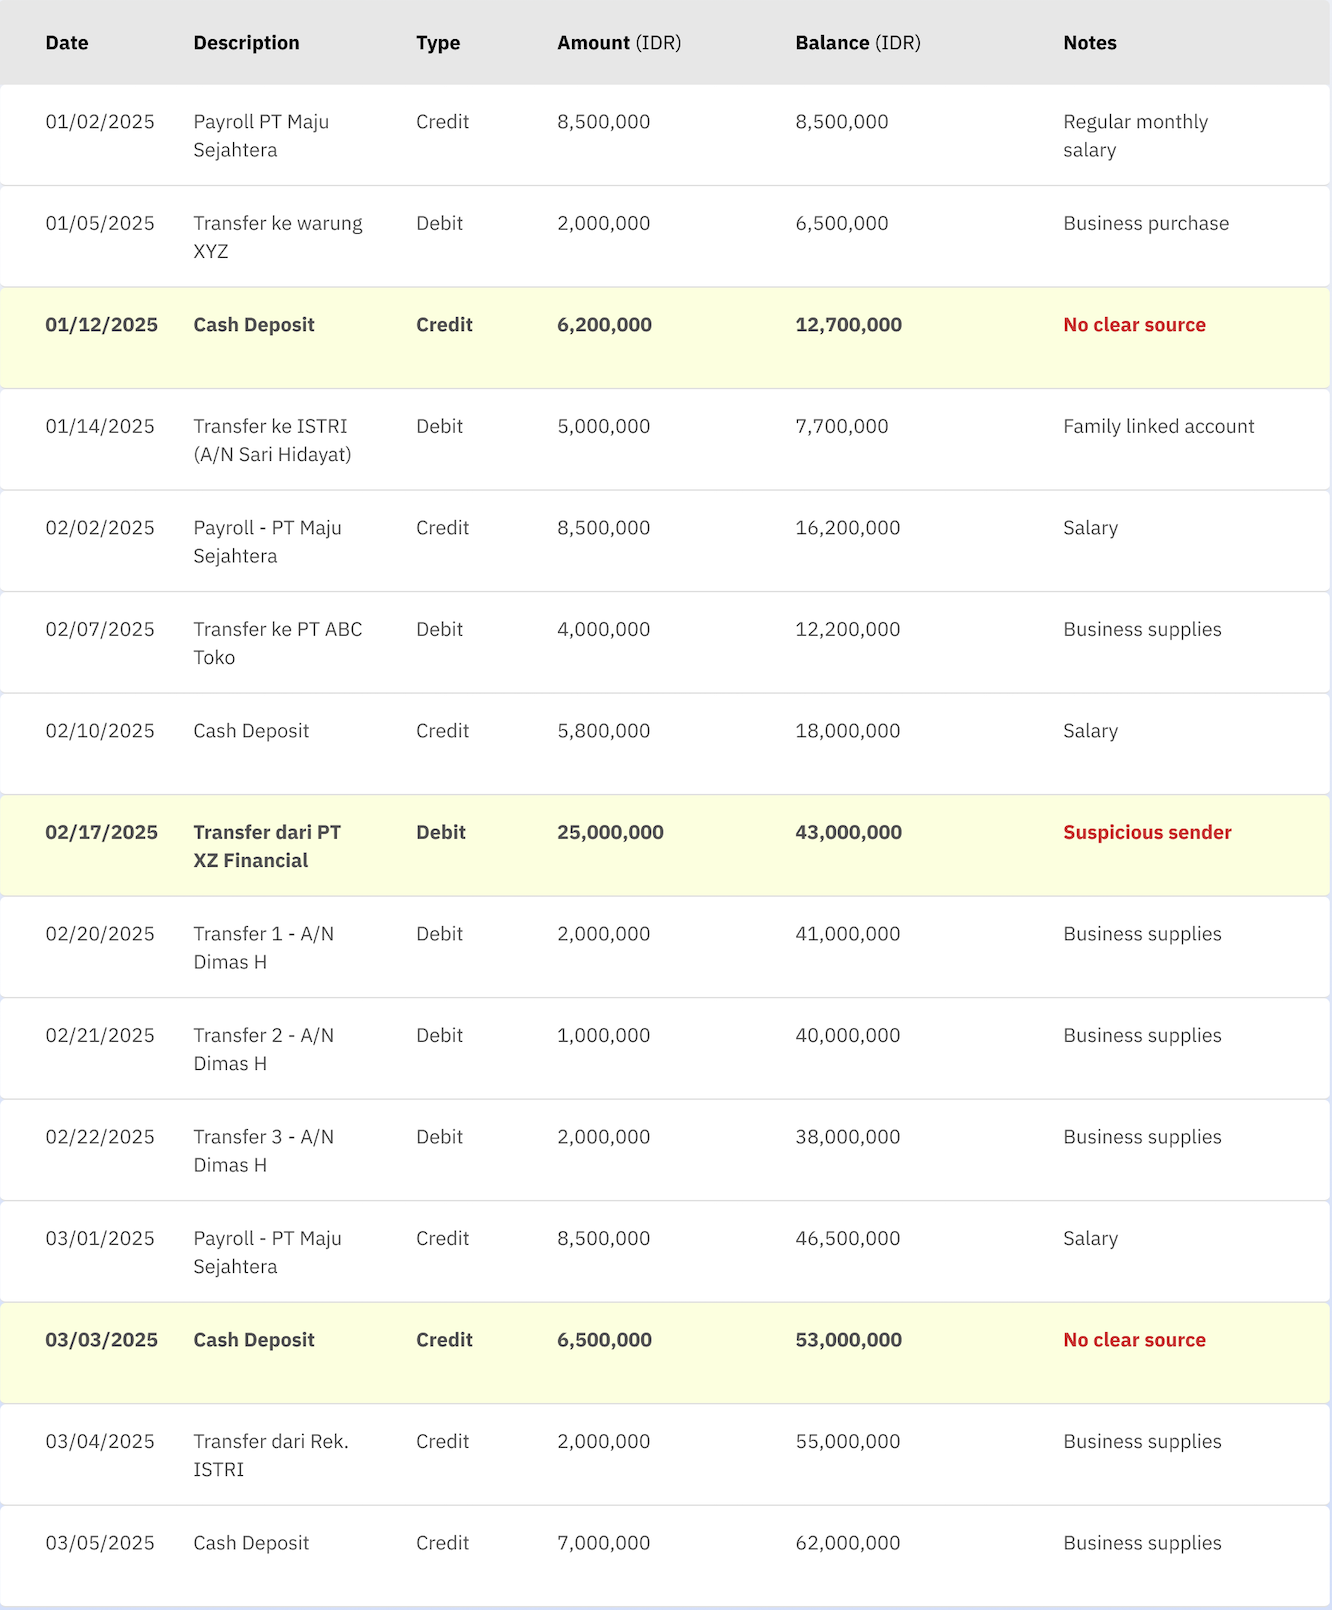 Date Description Type Amount (IDR) Balance (IDR) Notes
01/02/2025 Payroll PT Maju Credit 8,500,000 8,500,000 Regular monthly
Sejahtera salary
01/05/2025 Transfer ke warung Debit 2,000,000 6,500,000 Business purchase
XYZ
01/12/2025 Cash Deposit Credit 6,200,000 12,700,000 No clear source
01/14/2025 Transfer ke ISTRI Debit 5,000,000 7,700,000 Family linked account
(A/N Sari Hidayat)
02/02/2025 Payroll - PT Maju Credit 8,500,000 16,200,000 Salary
Sejahtera
02/07/2025 Transfer ke PT ABC Debit 4,000,000 12,200,000 Business supplies
Toko
02/10/2025 Cash Deposit Credit 5,800,000 18,000,000 Salary
02/17/2025 Transfer dari PT Debit 25,000,000 43,000,000 Suspicious sender
XZ Financial
02/20/2025 Transfer 1 - A/N Debit 2,000,000 41,000,000 Business supplies
Dimas H
02/21/2025 Transfer 2 - A/N Debit 1,000,000 40,000,000 Business supplies
Dimas H
02/22/2025 Transfer 3 - A/N Debit 2,000,000 38,000,000 Business supplies
Dimas H
03/01/2025 Payroll - PT Maju Credit 8,500,000 46,500,000 Salary
Sejahtera
03/03/2025 Cash Deposit Credit 6,500,000 53,000,000 No clear source
03/04/2025 Transfer dari Rek. Credit 2,000,000 55,000,000 Business supplies
ISTRI
03/05/2025 Cash Deposit Credit 7,000,000 62,000,000 Business supplies